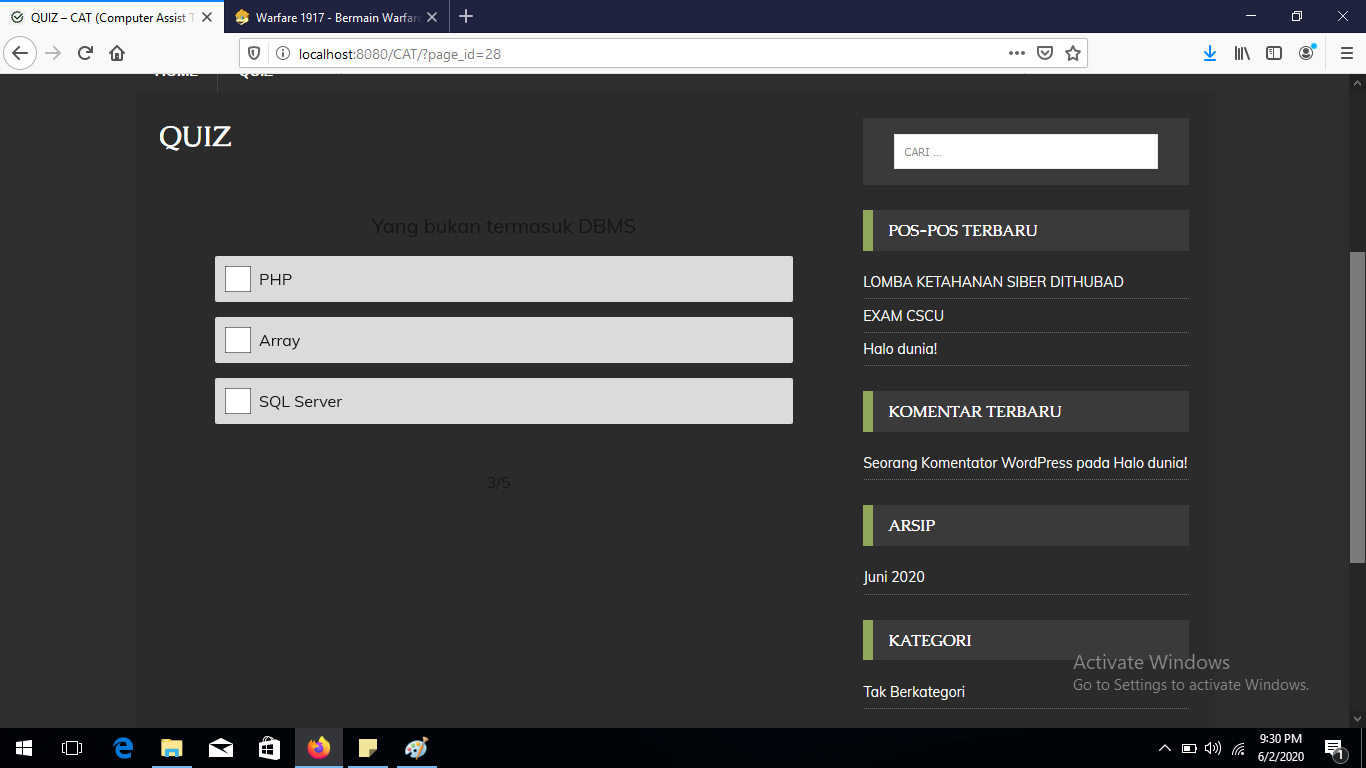 QUIZ – CAT (Computer Assist T
Warfare 1917 - Bermain Warfare
localhost:8080/CAT/?page_id=28
HOME
QUIZ
QUIZ
Yang bukan termasuk DBMS
PHP
Array
SQL Server
3/5
CARI ...
POS-POS TERBARU
LOMBA KETAHANAN SIBER DITHUBAD
EXAM CSCU
Halo dunia!
KOMENTAR TERBARU
Seorang Komentator WordPress pada Halo dunia!
ARSIP
Juni 2020
KATEGORI
Tak Berkategori
Activate Windows
Go to Settings to activate Windows.
9:30 PM
6/2/2020
1